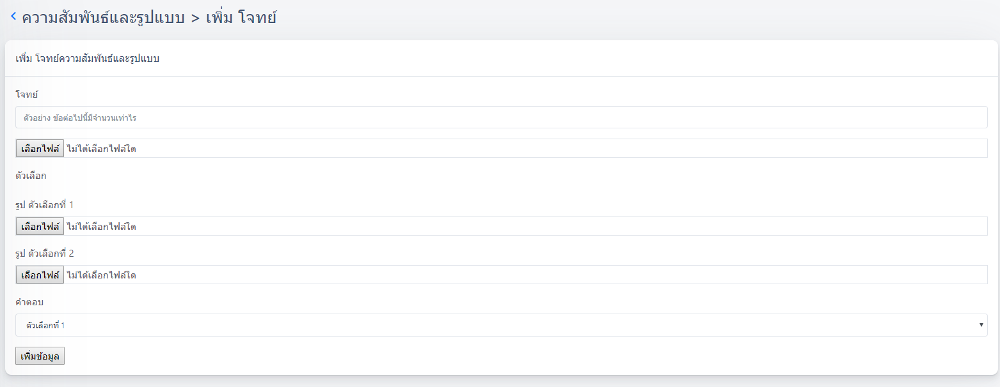 ความสัมพันธ์และรูปแบบ > เพิ่ม โจทย์
เพิ่ม โจทย์ความสัมพันธ์และรูปแบบ
โจทย์
ตัวอย่าง ข้อต่อไปนี้มีจำนวนเท่าไร
เลือกไฟล์ ไม่ได้เลือกไฟล์ใด
ตัวเลือก
รูป ตัวเลือกที่ 1
เลือกไฟล์ ไม่ได้เลือกไฟล์ใด
รูป ตัวเลือกที่ 2
เลือกไฟล์ ไม่ได้เลือกไฟล์ใด
คำตอบ
ตัวเลือกที่ 1
เพิ่มข้อมูล